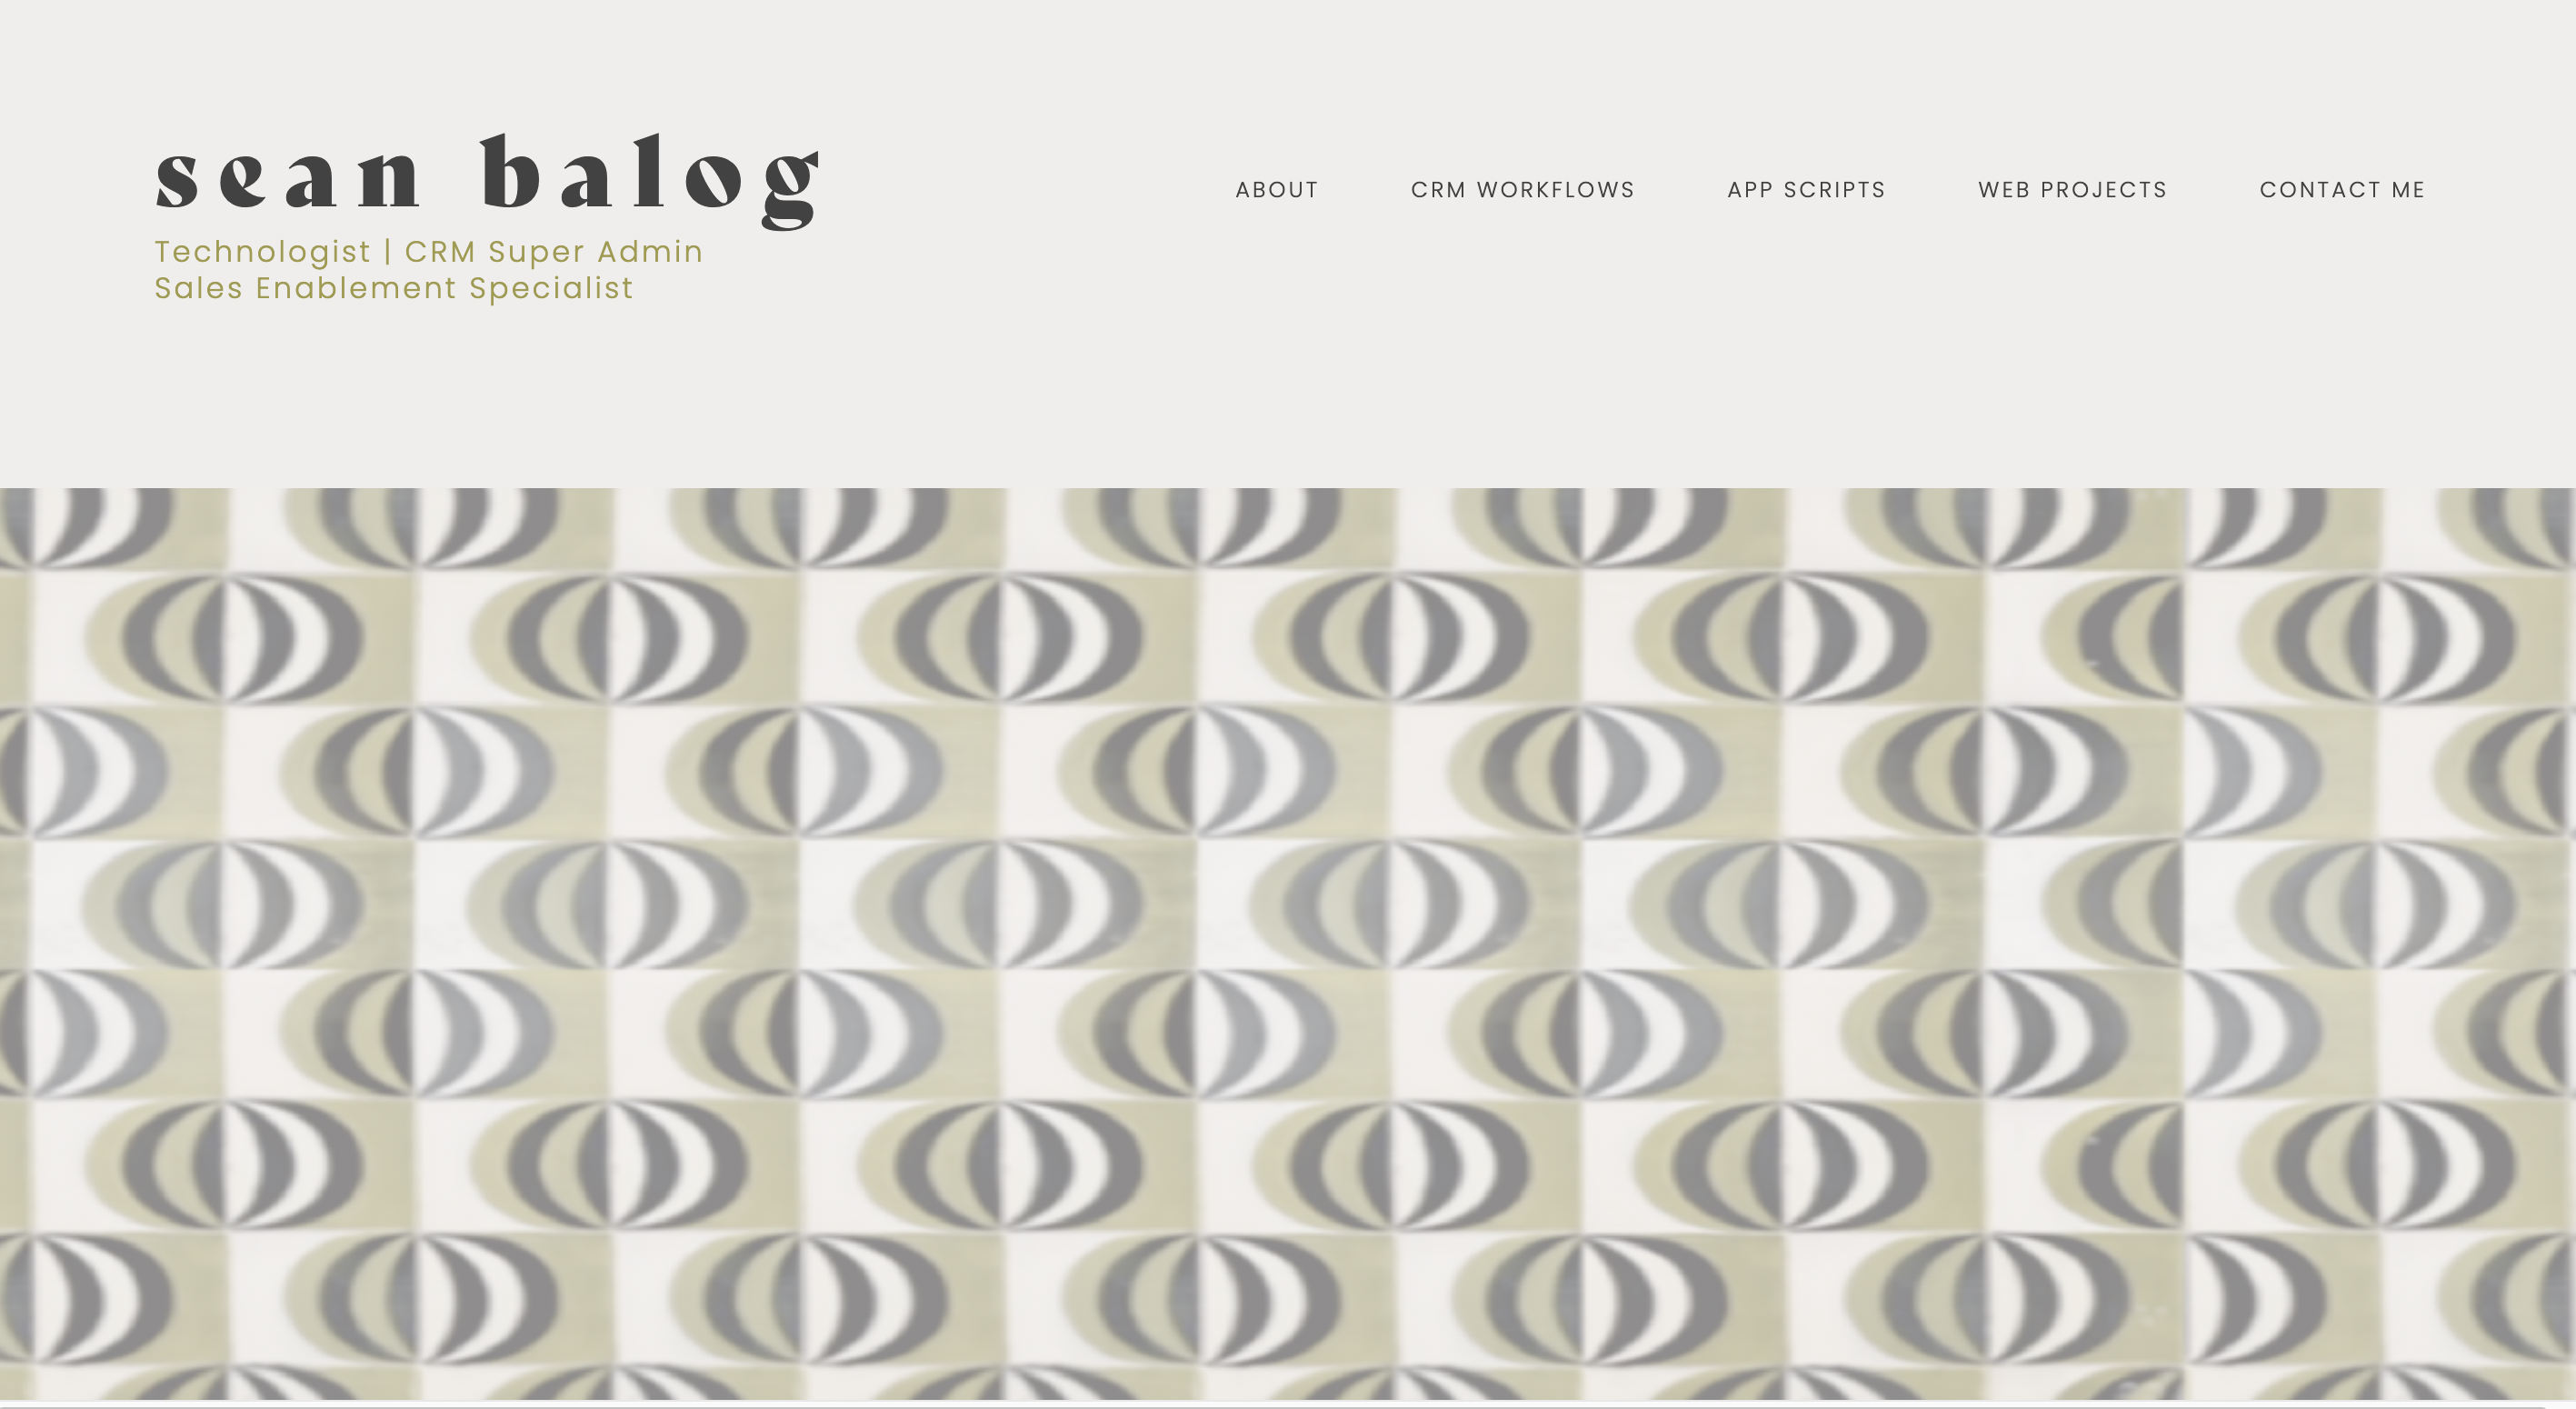 sean balog
Technologist | CRM Super Admin
Sales Enablement Specialist
ABOUT CRM WORKFLOWS APP SCRIPTS WEB PROJECTS CONTACT ME